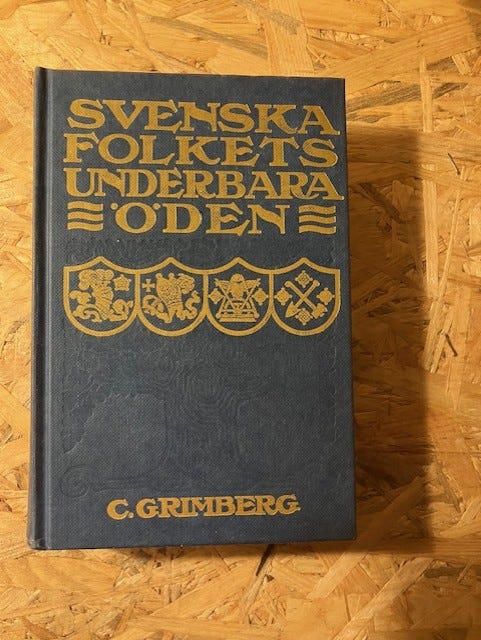 SVENSKA
FOLKETS
UNDERBARA
ÖDEN
C. GRIMBERG